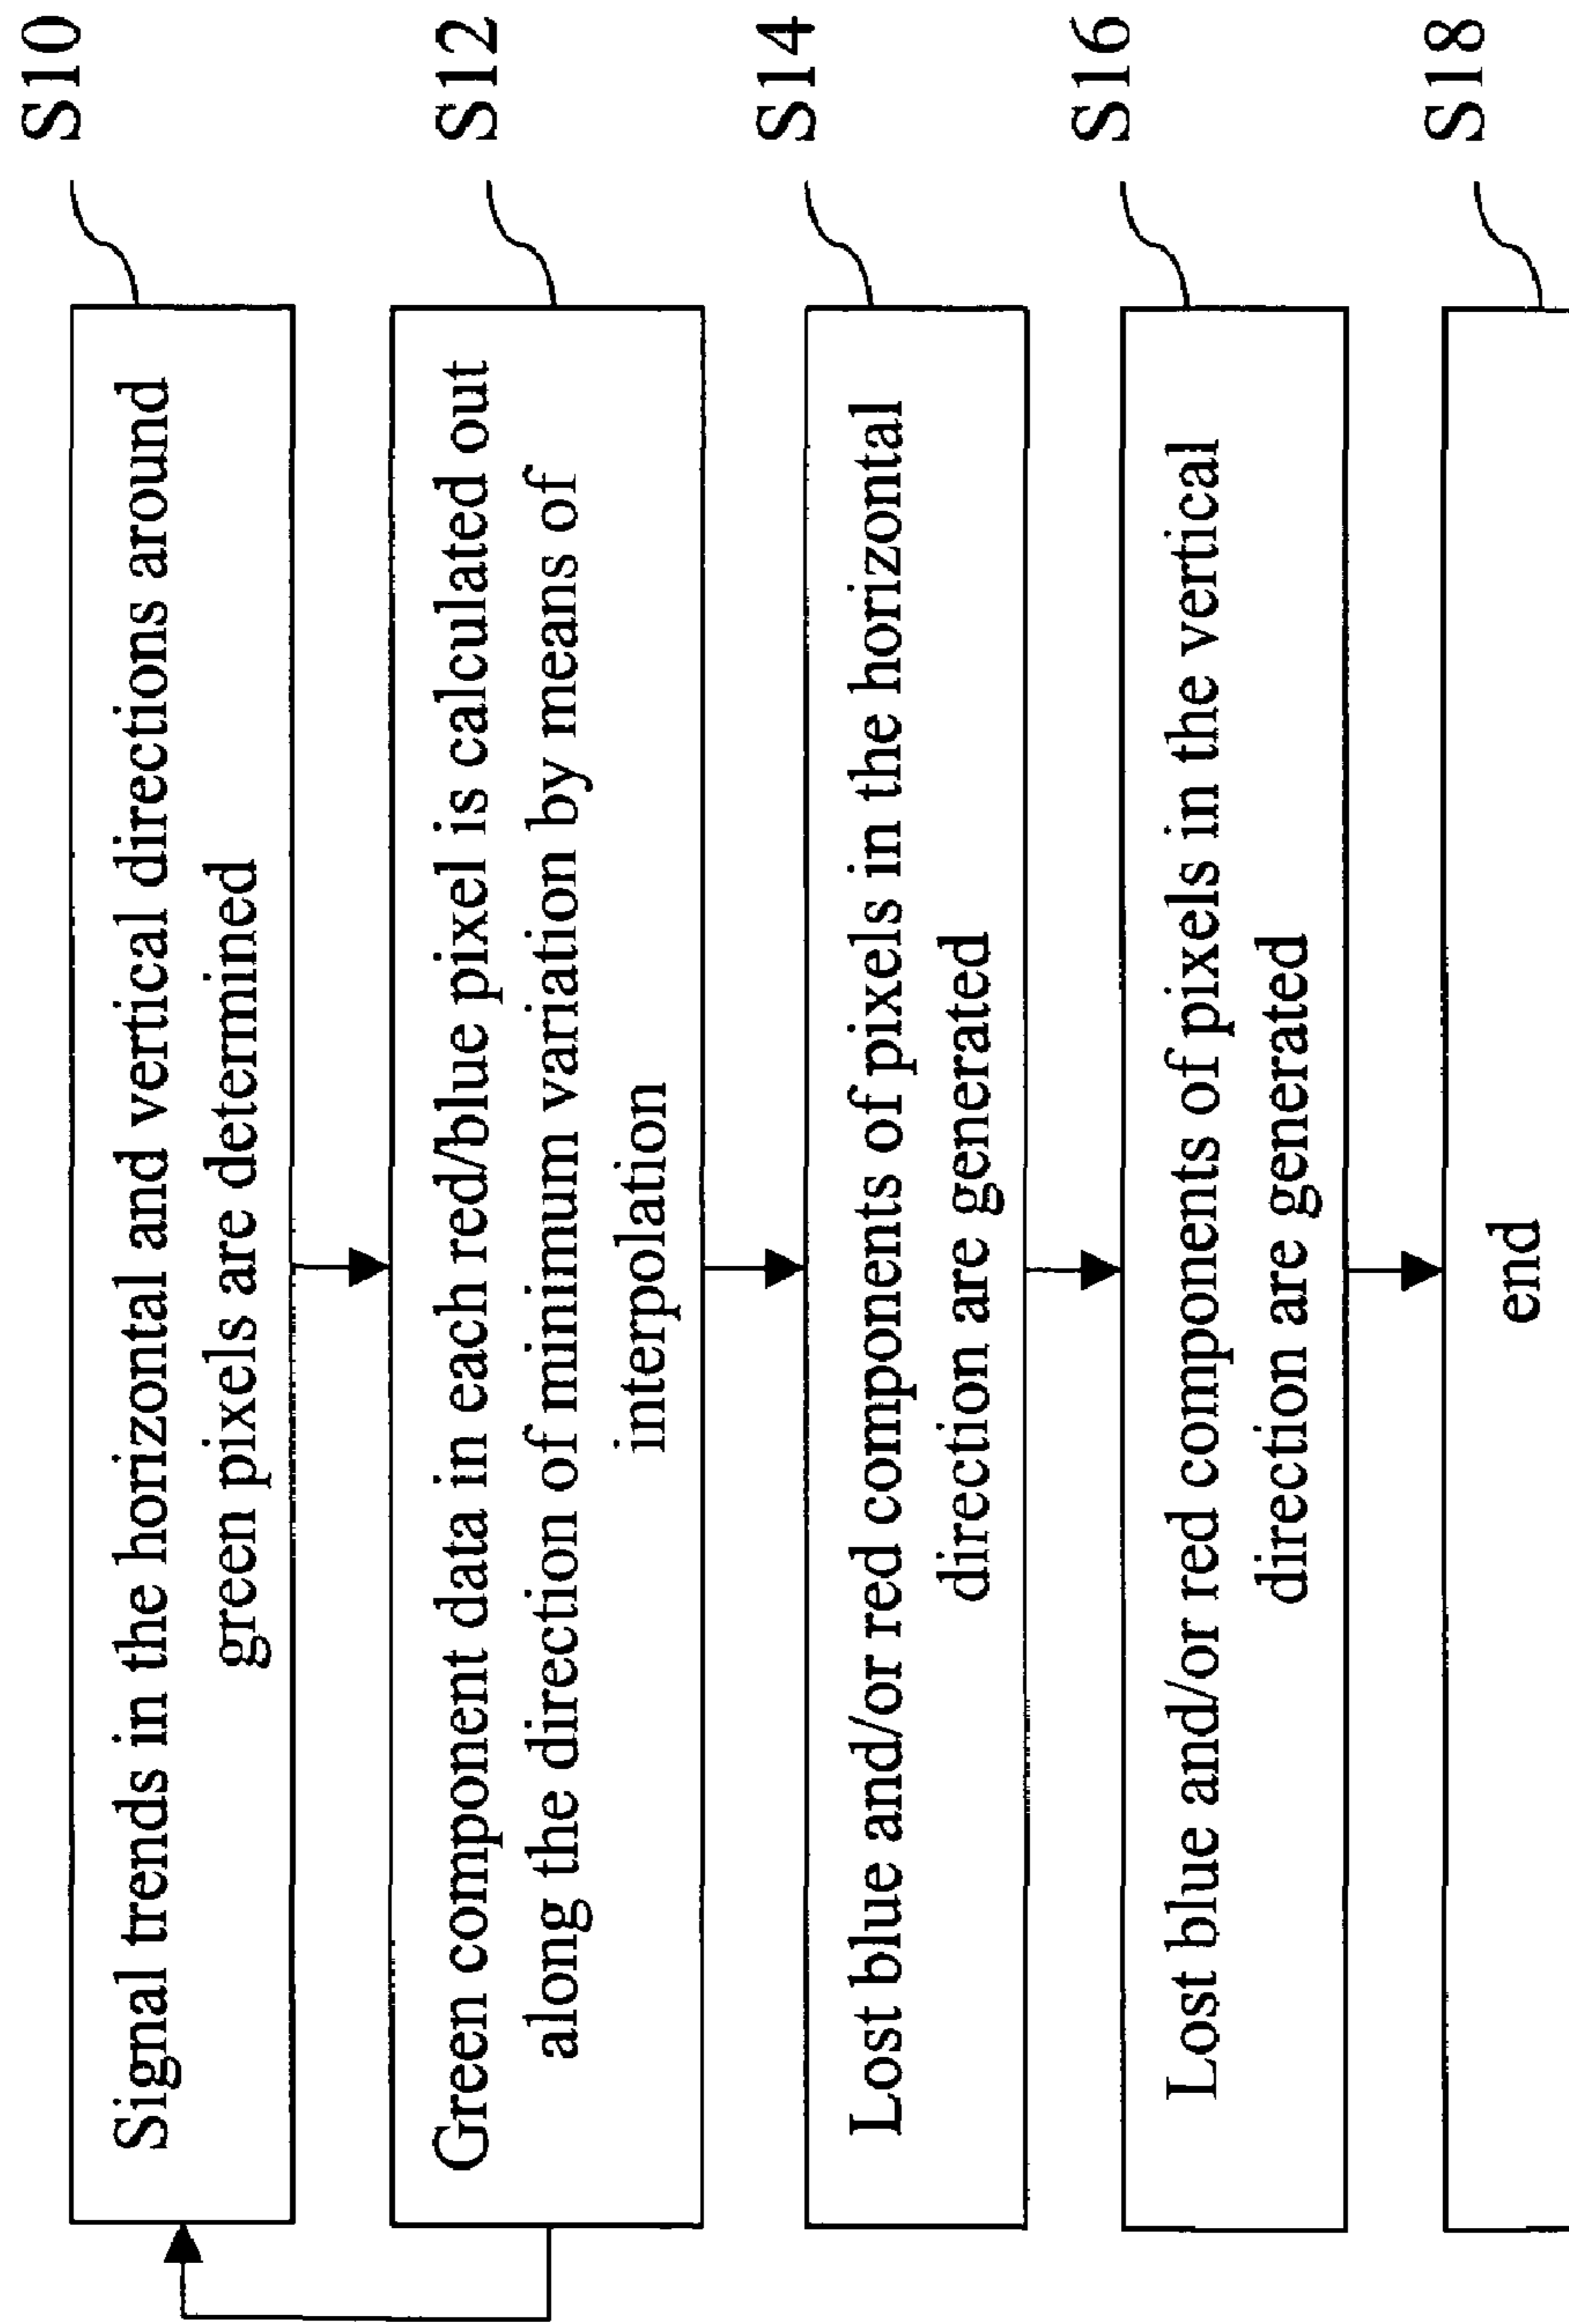 S10
Signal trends in the horizontal and vertical directions around
green pixels are determined
S12
Green component data in each red/blue pixel is calculated out
along the direction of minimum variation by means of
interpolation
S14
Lost blue and/or red components of pixels in the horizontal
direction are generated
S16
Lost blue and/or red components of pixels in the vertical
direction are generated
S18
end